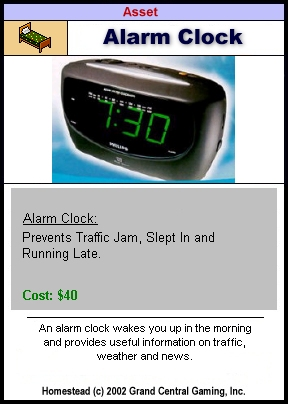 Asset
Alarm Clock
7:30
PHILIPS
Alarm Clock:
Prevents Traffic Jam, Slept In and
Running Late.
Cost: $40
An alarm clock wakes you up in the morning
and provides useful information on traffic,
weather and news.
Homestead (c) 2002 Grand Central Gaming, Inc.